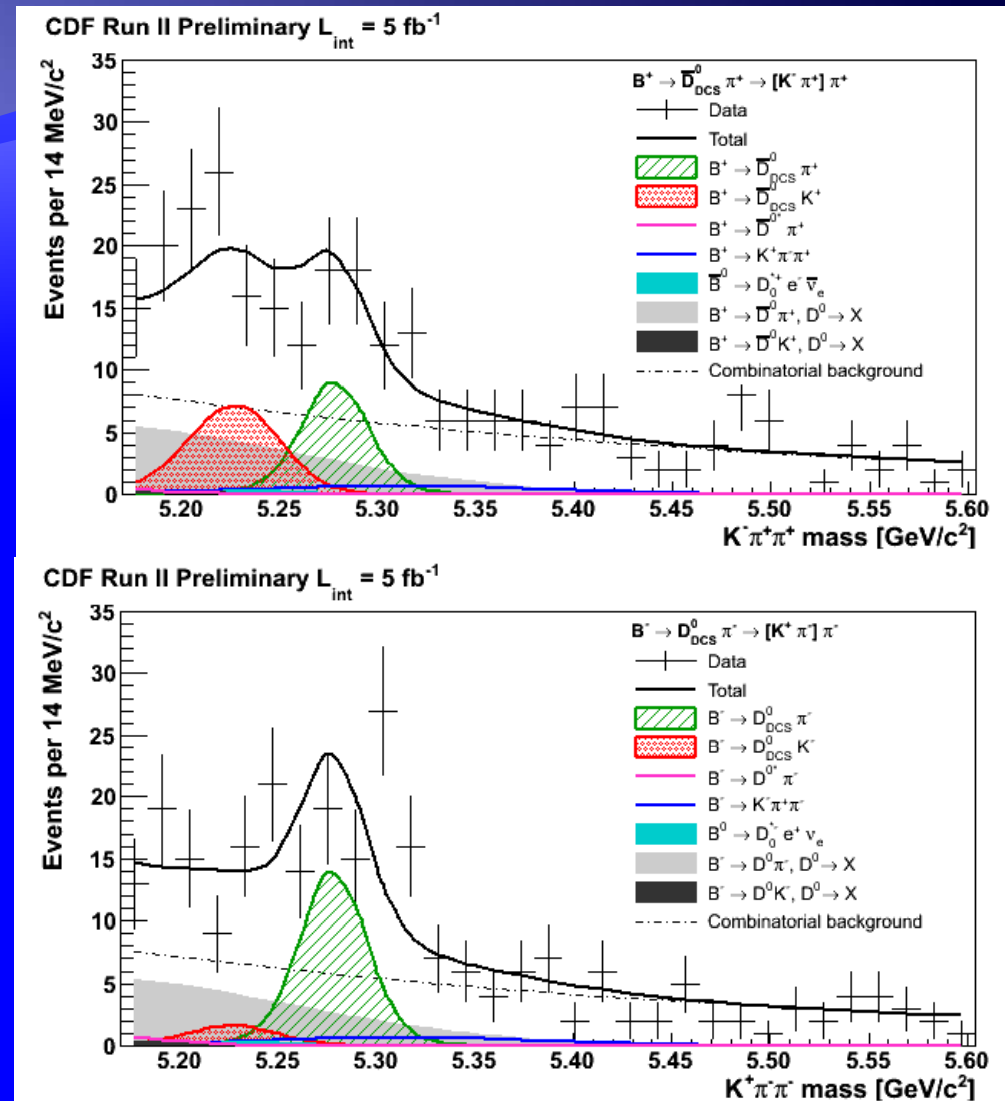 CDF Run II Preliminary L_int = 5 fb⁻¹
Events per 14 MeV/c²
35
30
25
20
15
10
5
0
B⁺ → D̅⁰_DCS π⁺ → [K⁻ π⁺] π⁺
Data
Total
B⁺ → D̅⁰_DCS π⁺
B⁺ → D̅⁰_DCS K⁺
B⁺ → D̅⁰* π⁺
B⁺ → K⁺π⁻π⁺
B̅⁰ → D₀*⁺ e⁻ ν̅_e
B⁺ → D̅⁰π⁺, D⁰ → X
B⁺ → D̅⁰K⁺, D⁰ → X
Combinatorial background
5.20 5.25 5.30 5.35 5.40 5.45 5.50 5.55 5.60
K⁻π⁺π⁺ mass [GeV/c²]
CDF Run II Preliminary L_int = 5 fb⁻¹
Events per 14 MeV/c²
35
30
25
20
15
10
5
0
B⁻ → D⁰_DCS π⁻ → [K⁺ π⁻] π⁻
Data
Total
B⁻ → D⁰_DCS π⁻
B⁻ → D⁰_DCS K⁻
B⁻ → D⁰* π⁻
B⁻ → K⁻π⁺π⁻
B⁰ → D₀*⁻ e⁺ ν_e
B⁻ → D⁰π⁻, D⁰ → X
B⁻ → D⁰K⁻, D⁰ → X
Combinatorial background
5.20 5.25 5.30 5.35 5.40 5.45 5.50 5.55 5.60
K⁺π⁻π⁻ mass [GeV/c²]